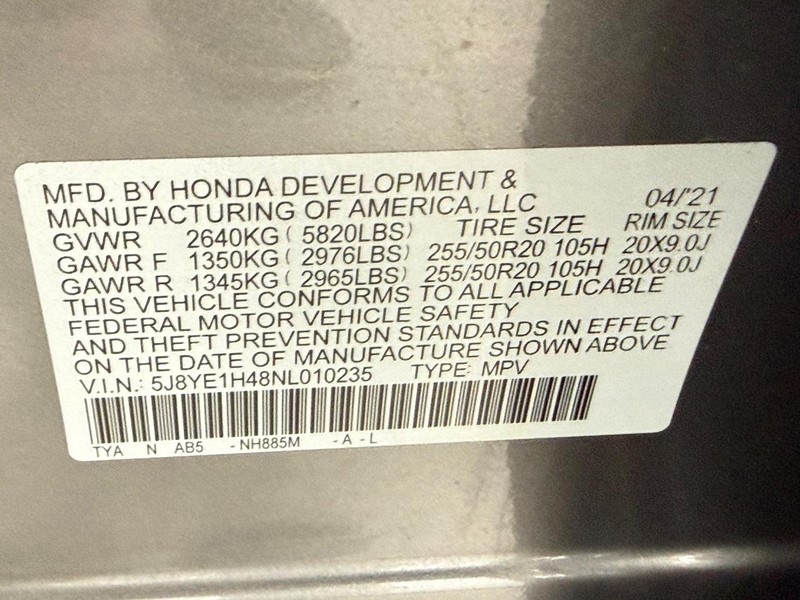 MFD. BY HONDA DEVELOPMENT &
MANUFACTURING OF AMERICA, LLC 04/'21
GVWR 2640KG ( 5820LBS) TIRE SIZE RIM SIZE
GAWR F 1350KG ( 2976LBS) 255/50R20 105H 20X9.0J
GAWR R 1345KG ( 2965LBS) 255/50R20 105H 20X9.0J
THIS VEHICLE CONFORMS TO ALL APPLICABLE
FEDERAL MOTOR VEHICLE SAFETY
AND THEFT PREVENTION STANDARDS IN EFFECT
ON THE DATE OF MANUFACTURE SHOWN ABOVE
V.I.N.: 5J8YE1H48NL010235 TYPE: MPV
TYA N AB5 -NH885M -A-L